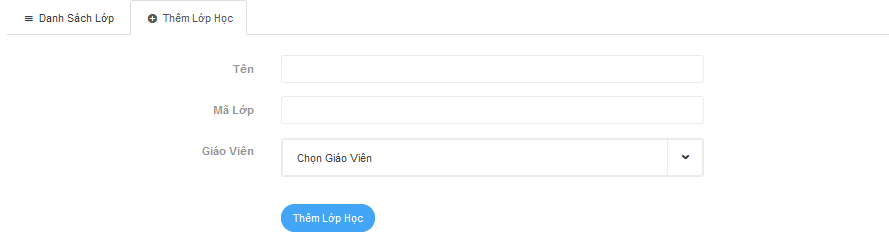 Danh Sách Lớp
Thêm Lớp Học
Tên
Mã Lớp
Giáo Viên
Chọn Giáo Viên
Thêm Lớp Học